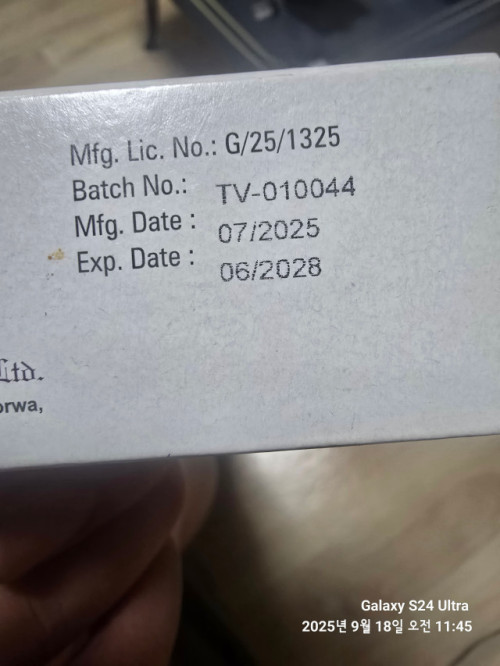 Mfg. Lic. No.: G/25/1325
Batch No.: TV-010044
Mfg. Date : 07/2025
Exp. Date : 06/2028
Ltd.
orwa,
Galaxy S24 Ultra
2025년 9월 18일 오전 11:45